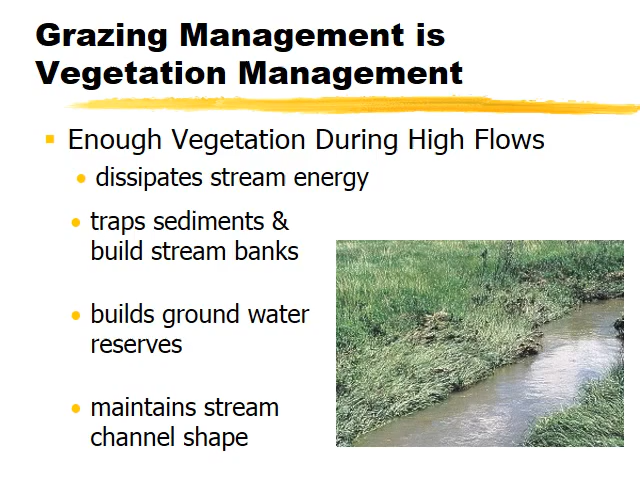 Grazing Management is
Vegetation Management
Enough Vegetation During High Flows
dissipates stream energy
traps sediments &
build stream banks
builds ground water
reserves
maintains stream
channel shape